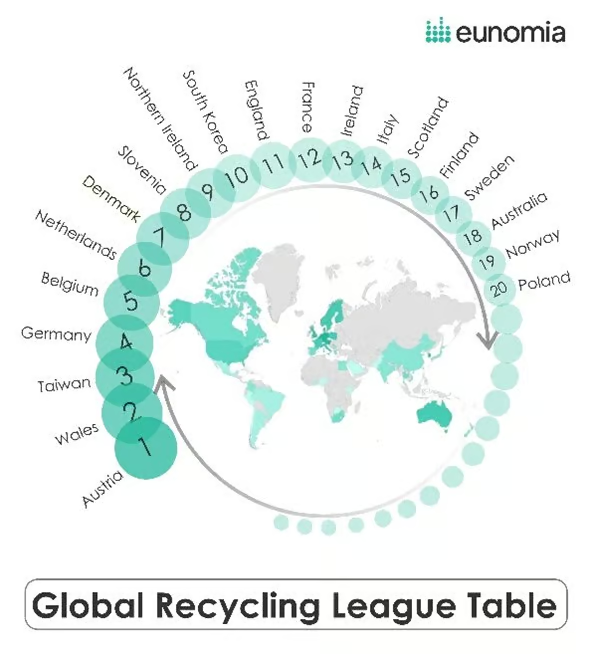 eunomia
1 Austria
2 Wales
3 Taiwan
4 Germany
5 Belgium
6 Netherlands
7 Denmark
8 Slovenia
9 Northern Ireland
10 South Korea
11 England
12 France
13 Ireland
14 Italy
15 Scotland
16 Finland
17 Sweden
18 Australia
19 Norway
20 Poland
Global Recycling League Table